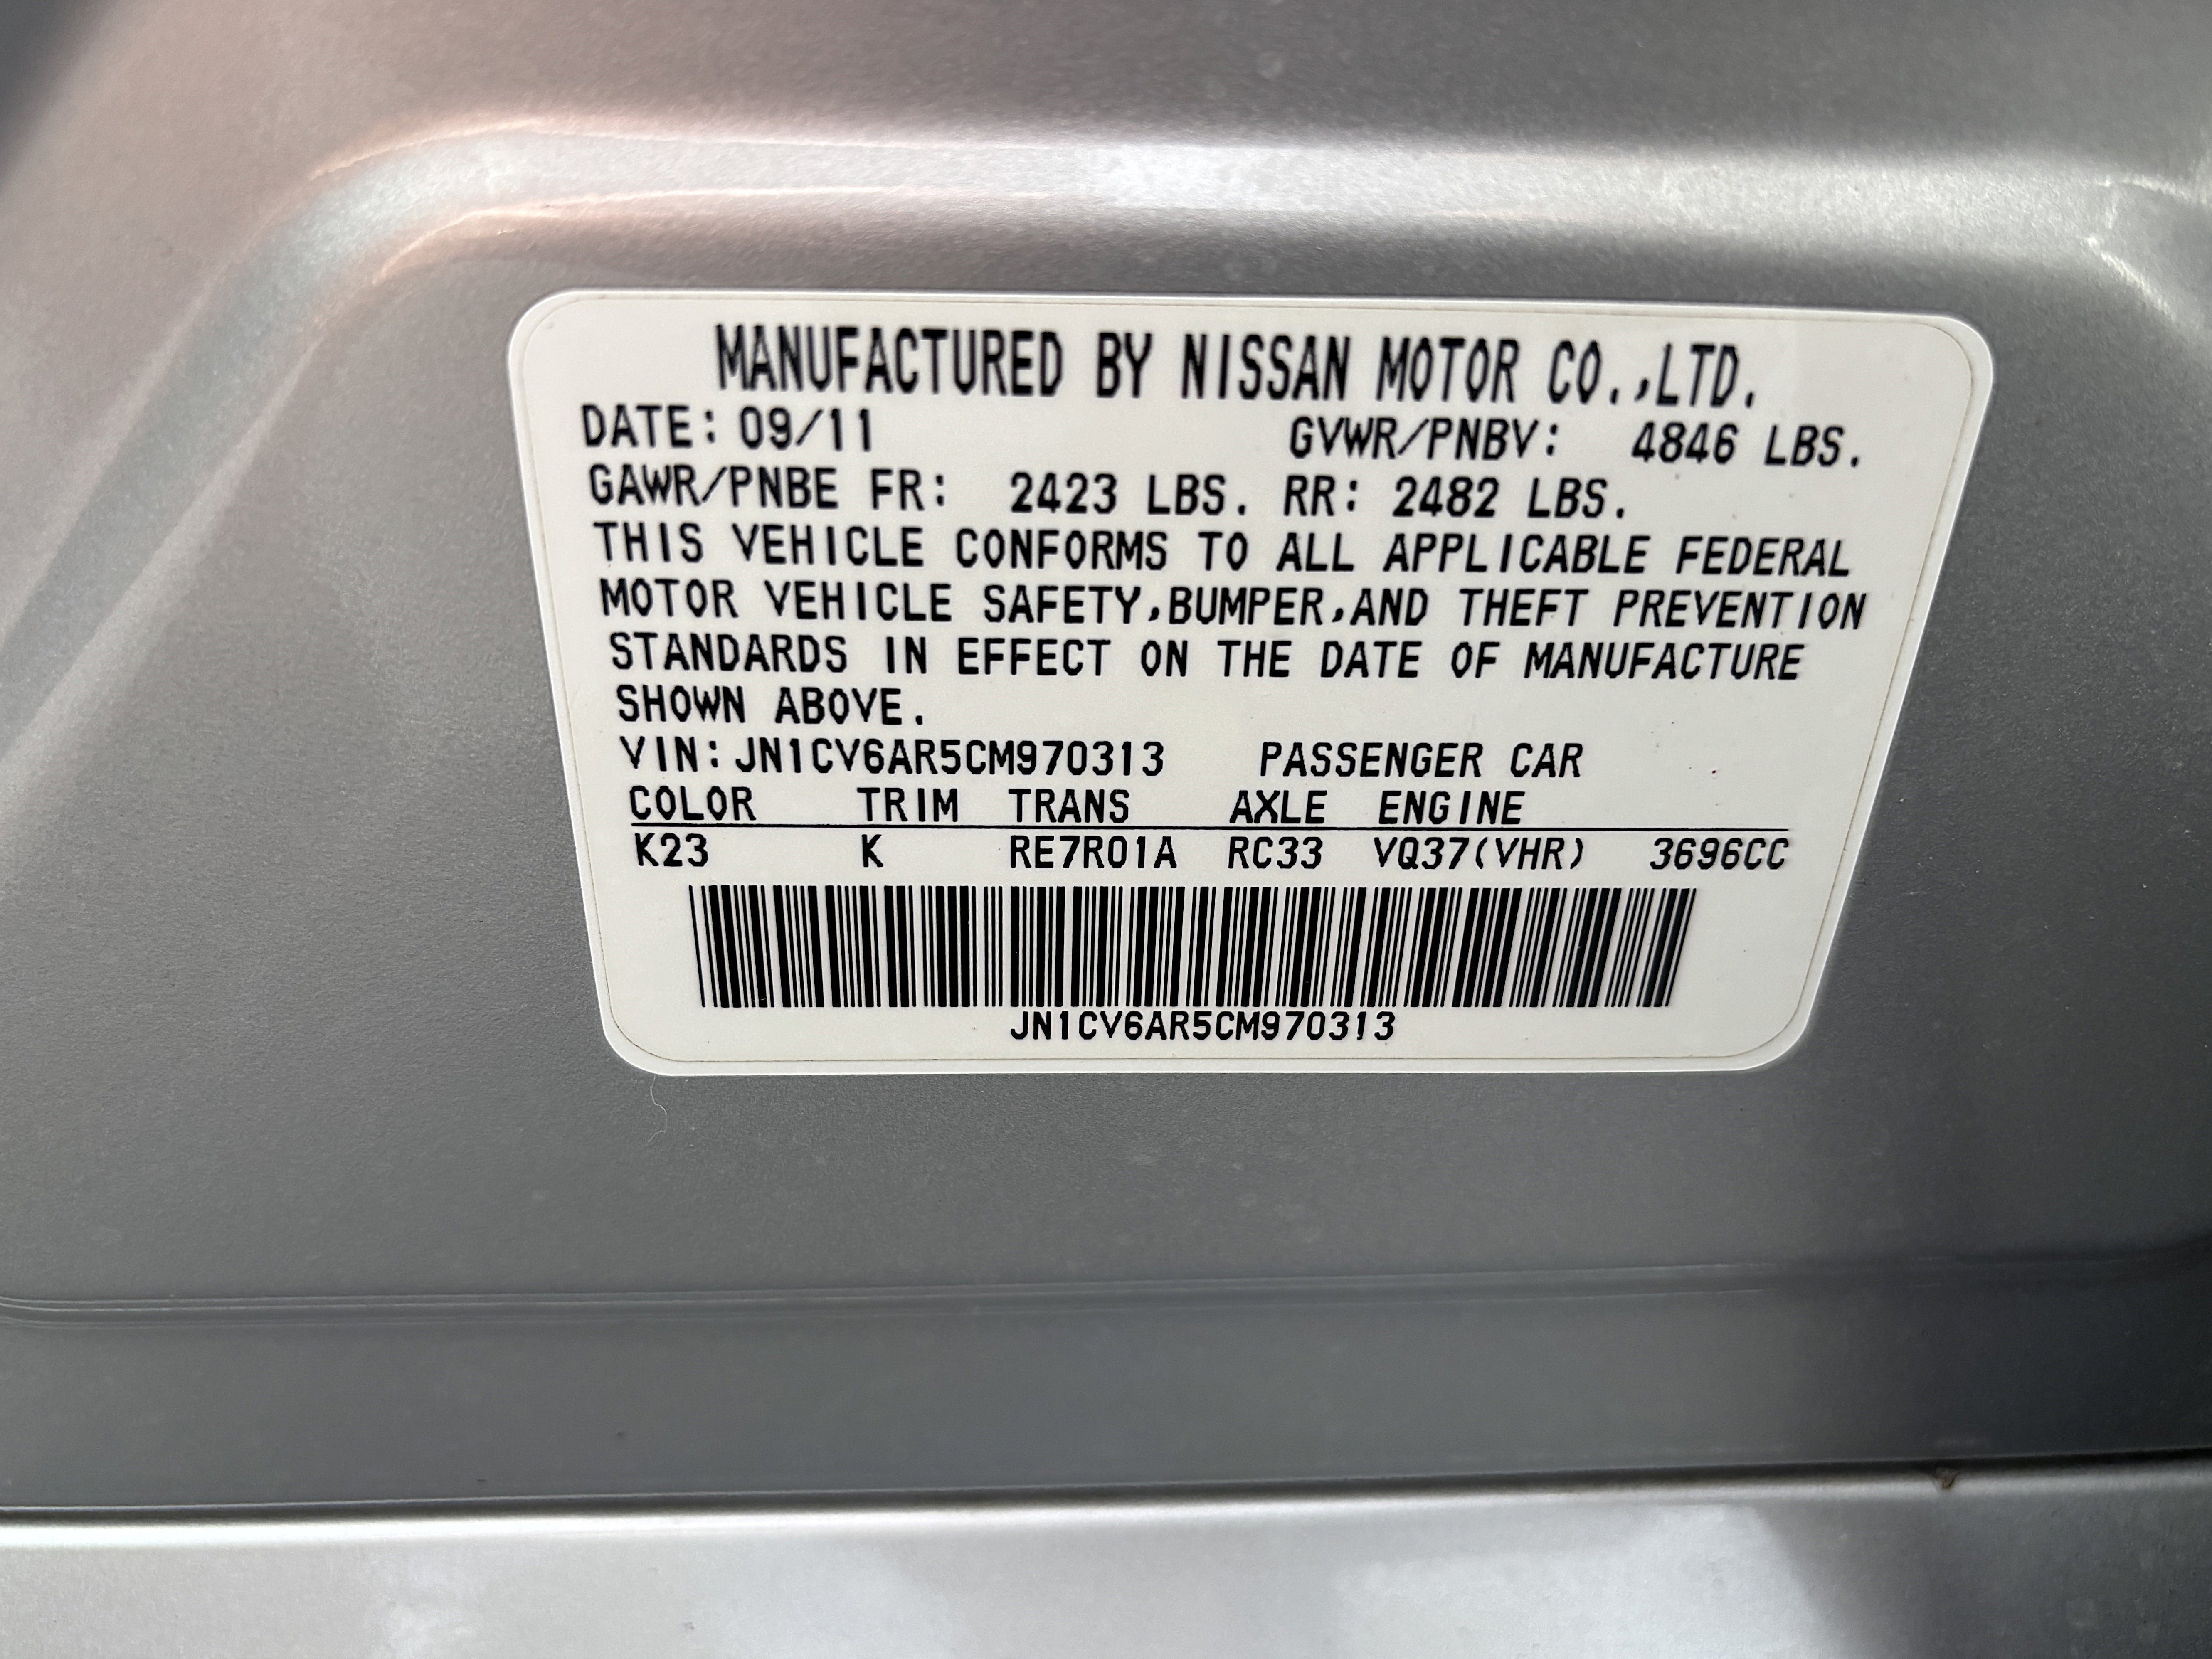 MANUFACTURED BY NISSAN MOTOR CO.,LTD.
DATE: 09/11 GVWR/PNBV: 4846 LBS.
GAWR/PNBE FR: 2423 LBS. RR: 2482 LBS.
THIS VEHICLE CONFORMS TO ALL APPLICABLE FEDERAL
MOTOR VEHICLE SAFETY,BUMPER,AND THEFT PREVENTION
STANDARDS IN EFFECT ON THE DATE OF MANUFACTURE
SHOWN ABOVE.
VIN:JN1CV6AR5CM970313 PASSENGER CAR
COLOR TRIM TRANS AXLE ENGINE
K23 K RE7R01A RC33 VQ37(VHR) 3696CC
JN1CV6AR5CM970313